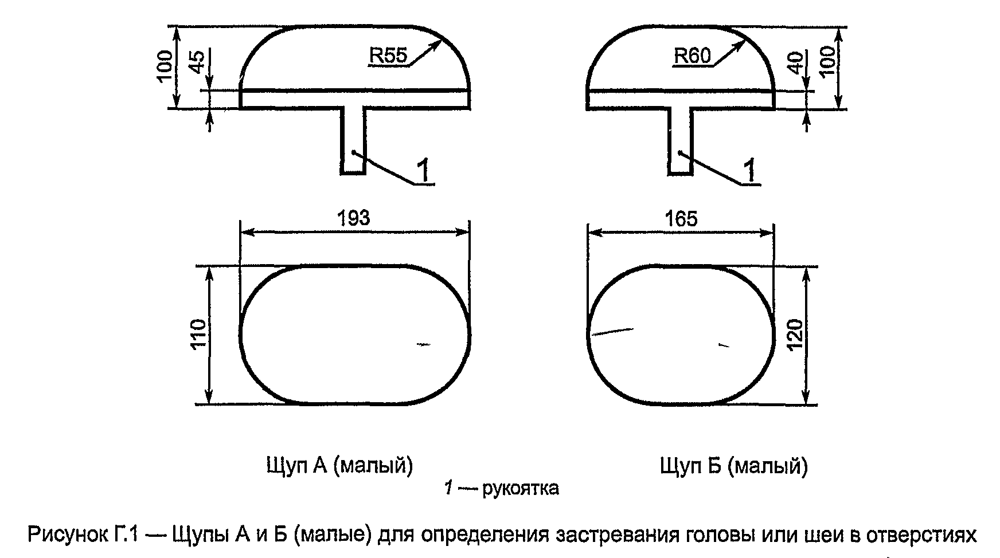 100
45
R55
R60
40
100
1
1
193
165
110
120
Щуп А (малый)
Щуп Б (малый)
1 — рукоятка
Рисунок Г.1 — Щупы А и Б (малые) для определения застревания головы или шеи в отверстиях